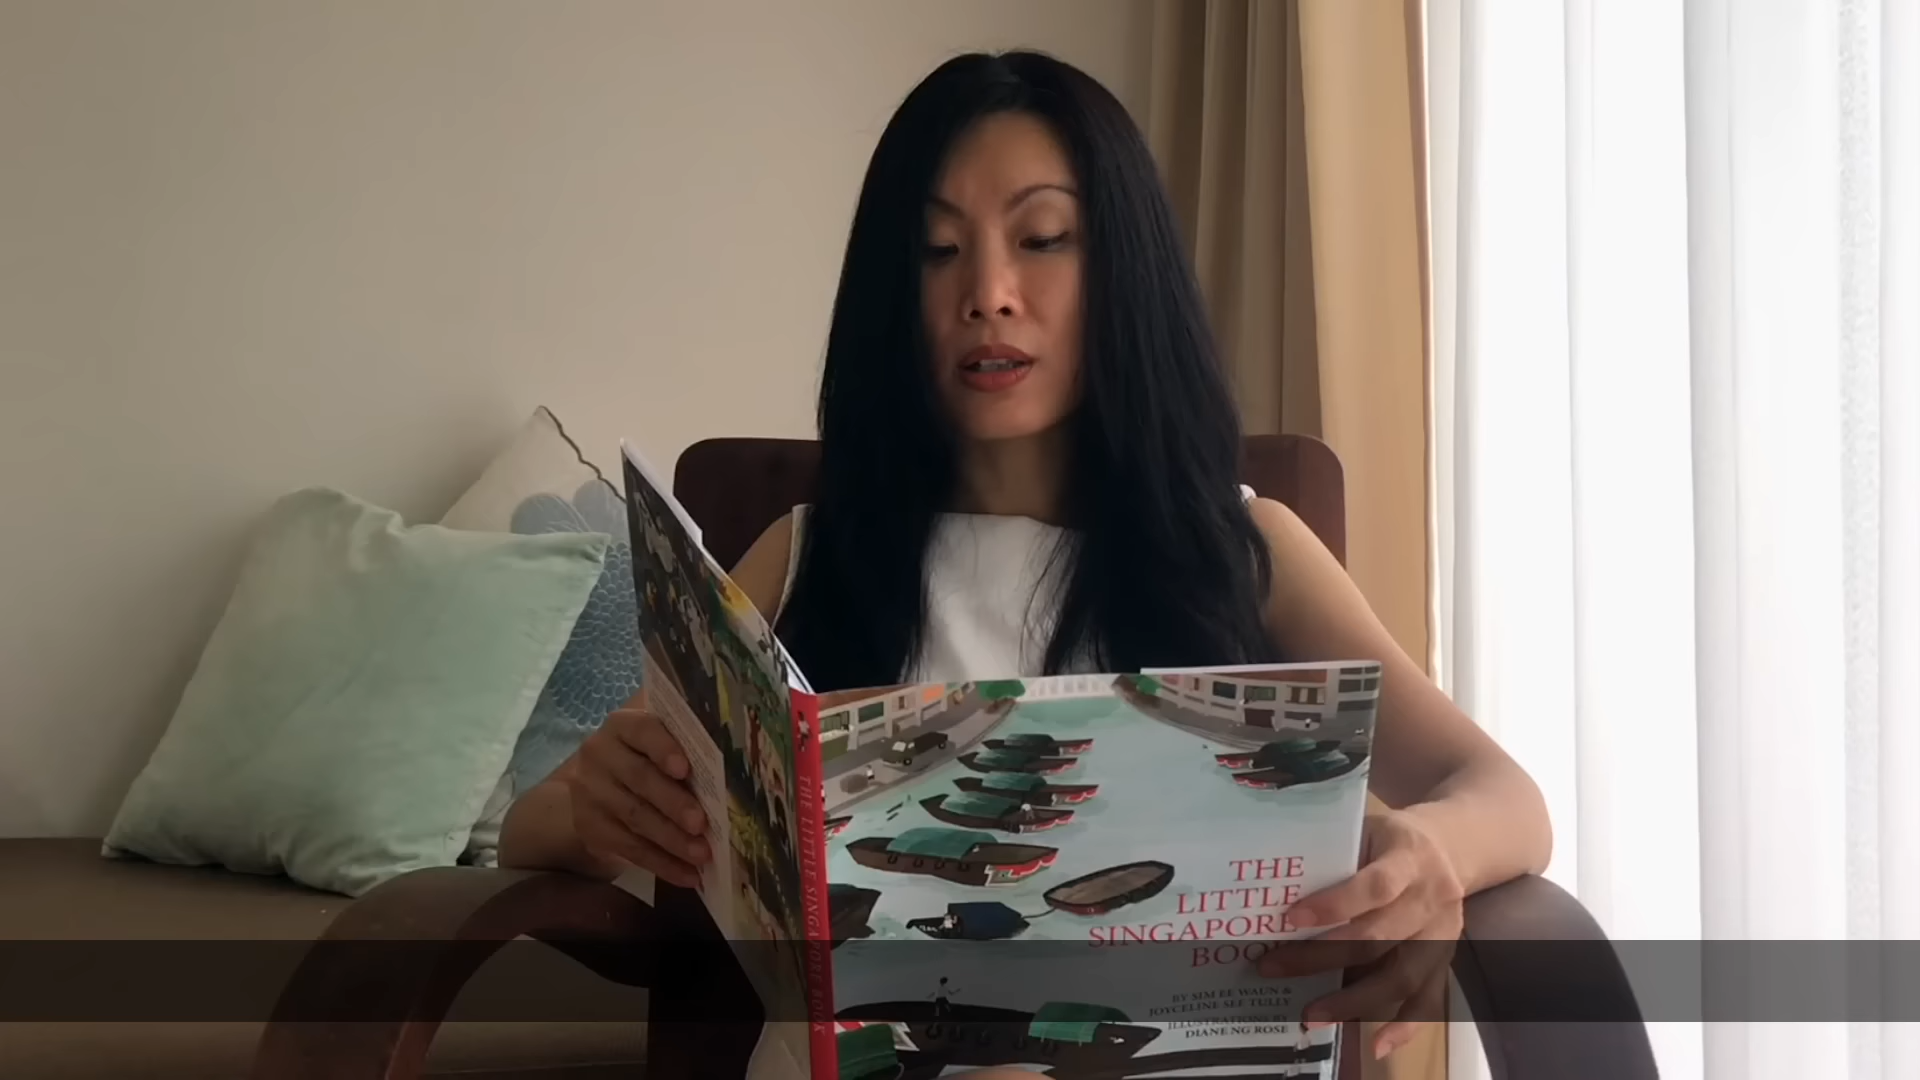 THE LITTLE SINGAPORE BOOK
THE
LITTLE
SINGAPORE
BOO
BY SIM EE WAUN &
JOYCELINE SEE TULLY
ILLUSTRATIONS BY
DIANE NG ROSE